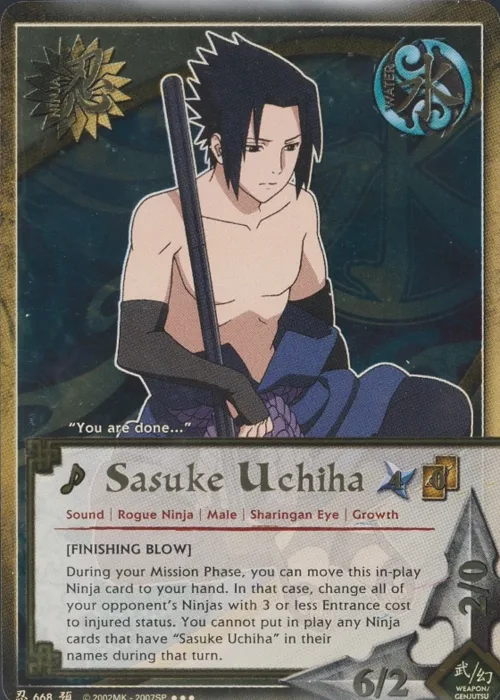 NINJA 忍
WATER 水
"You are done..."
Sasuke Uchiha 4 0
Sound | Rogue Ninja | Male | Sharingan Eye | Growth
[FINISHING BLOW]
During your Mission Phase, you can move this in-play
Ninja card to your hand. In that case, change all of
your opponent's Ninjas with 3 or less Entrance cost
to injured status. You cannot put in play any Ninja
cards that have "Sasuke Uchiha" in their
names during that turn.
2/0
6/2
武/幻
WEAPON/
GENJUTSU
忍 668 © 2002MK - 2007SP